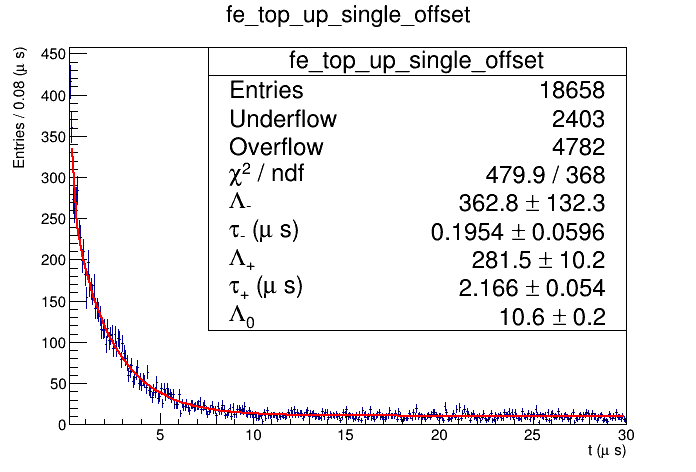 fe_top_up_single_offset
Entries / 0.08 (μ s)
450
400
350
300
250
200
150
100
50
0
fe_top_up_single_offset
Entries 18658
Underflow 2403
Overflow 4782
χ² / ndf 479.9 / 368
Λ₋ 362.8 ± 132.3
τ₋ (μ s) 0.1954 ± 0.0596
Λ₊ 281.5 ± 10.2
τ₊ (μ s) 2.166 ± 0.054
Λ₀ 10.6 ± 0.2
5 10 15 20 25 30
t (μ s)